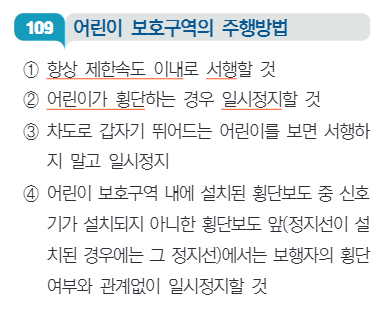 109 어린이 보호구역의 주행방법
① 항상 제한속도 이내로 서행할 것
② 어린이가 횡단하는 경우 일시정지할 것
③ 차도로 갑자기 뛰어드는 어린이를 보면 서행하
지 말고 일시정지
④ 어린이 보호구역 내에 설치된 횡단보도 중 신호
기가 설치되지 아니한 횡단보도 앞(정지선이 설
치된 경우에는 그 정지선)에서는 보행자의 횡단
여부와 관계없이 일시정지할 것